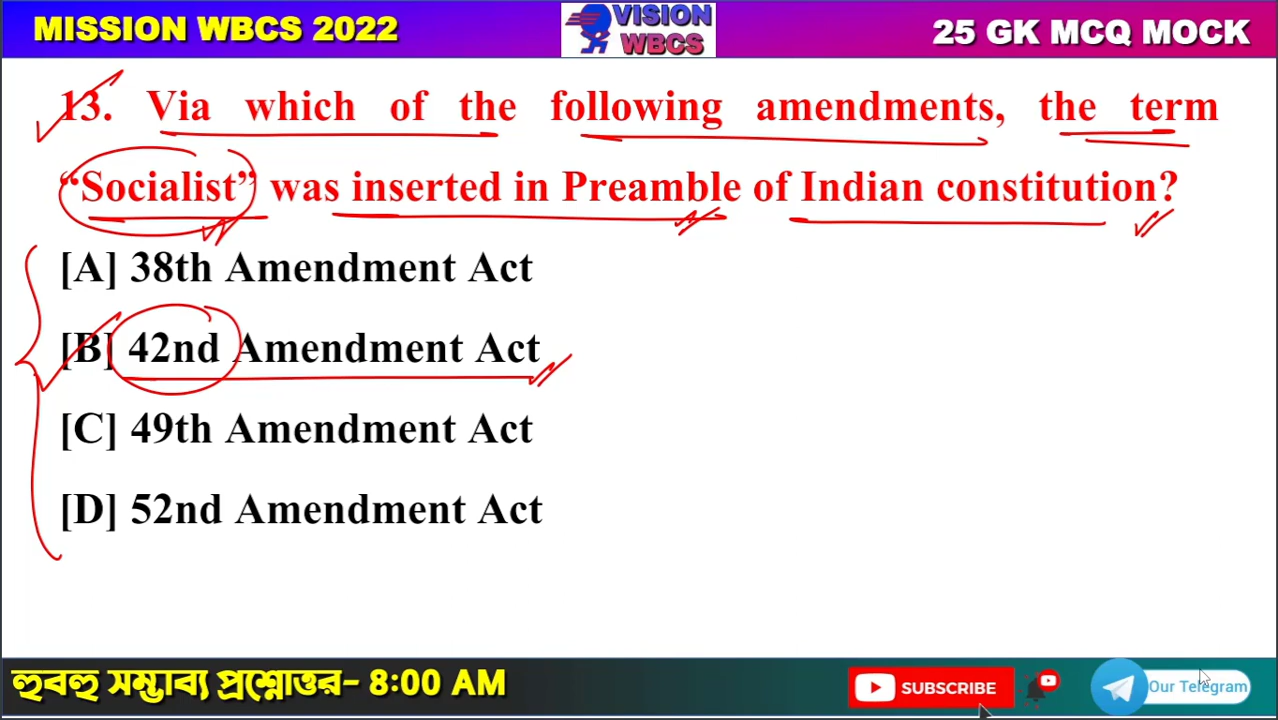 MISSION WBCS 2022
VISION
WBCS
25 GK MCQ MOCK
13. Via which of the following amendments, the term
“Socialist” was inserted in Preamble of Indian constitution?
[A] 38th Amendment Act
[B] 42nd Amendment Act
[C] 49th Amendment Act
[D] 52nd Amendment Act
হুবহু সম্ভাব্য প্রশ্নোত্তর- 8:00 AM
SUBSCRIBE
Our Telegram